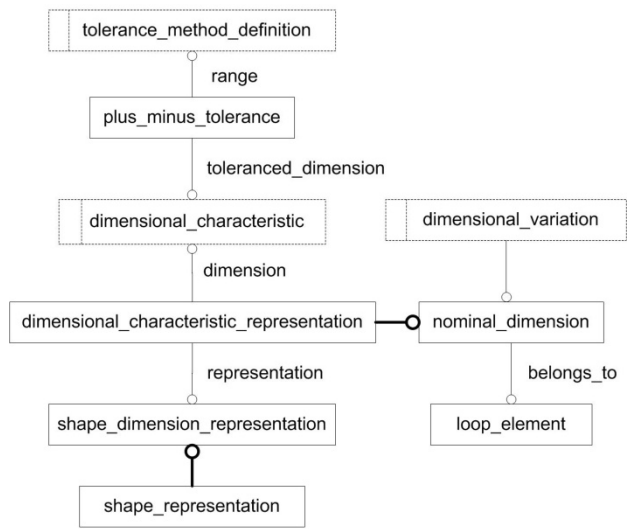 tolerance_method_definition
range
plus_minus_tolerance
toleranced_dimension
dimensional_characteristic
dimensional_variation
dimension
dimensional_characteristic_representation
nominal_dimension
representation
belongs_to
shape_dimension_representation
loop_element
shape_representation